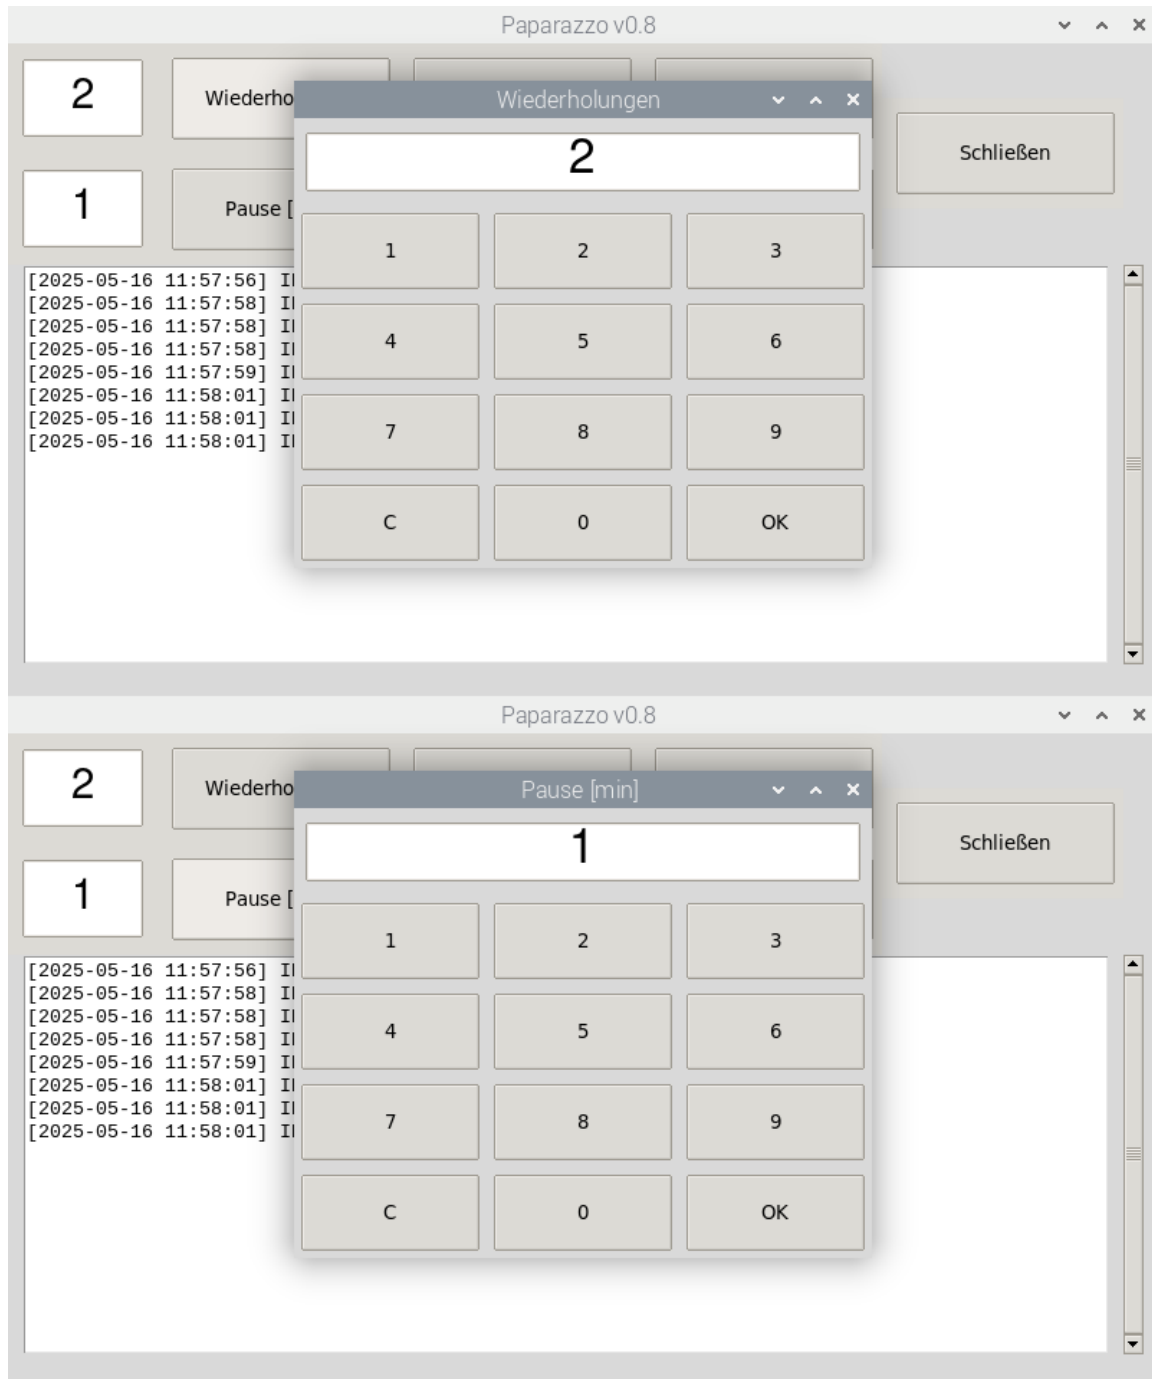 Paparazzo v0.8
2 Wiederho
Wiederholungen
2
Schließen
1 Pause [
1 2 3
4 5 6
7 8 9
C 0 OK
[2025-05-16 11:57:56]
[2025-05-16 11:57:58]
[2025-05-16 11:57:58]
[2025-05-16 11:57:58]
[2025-05-16 11:57:59]
[2025-05-16 11:58:01]
[2025-05-16 11:58:01]
[2025-05-16 11:58:01]
Paparazzo v0.8
2 Wiederho
Pause [min]
1
Schließen
1 Pause [
1 2 3
4 5 6
7 8 9
C 0 OK
[2025-05-16 11:57:56]
[2025-05-16 11:57:58]
[2025-05-16 11:57:58]
[2025-05-16 11:57:58]
[2025-05-16 11:57:59]
[2025-05-16 11:58:01]
[2025-05-16 11:58:01]
[2025-05-16 11:58:01]